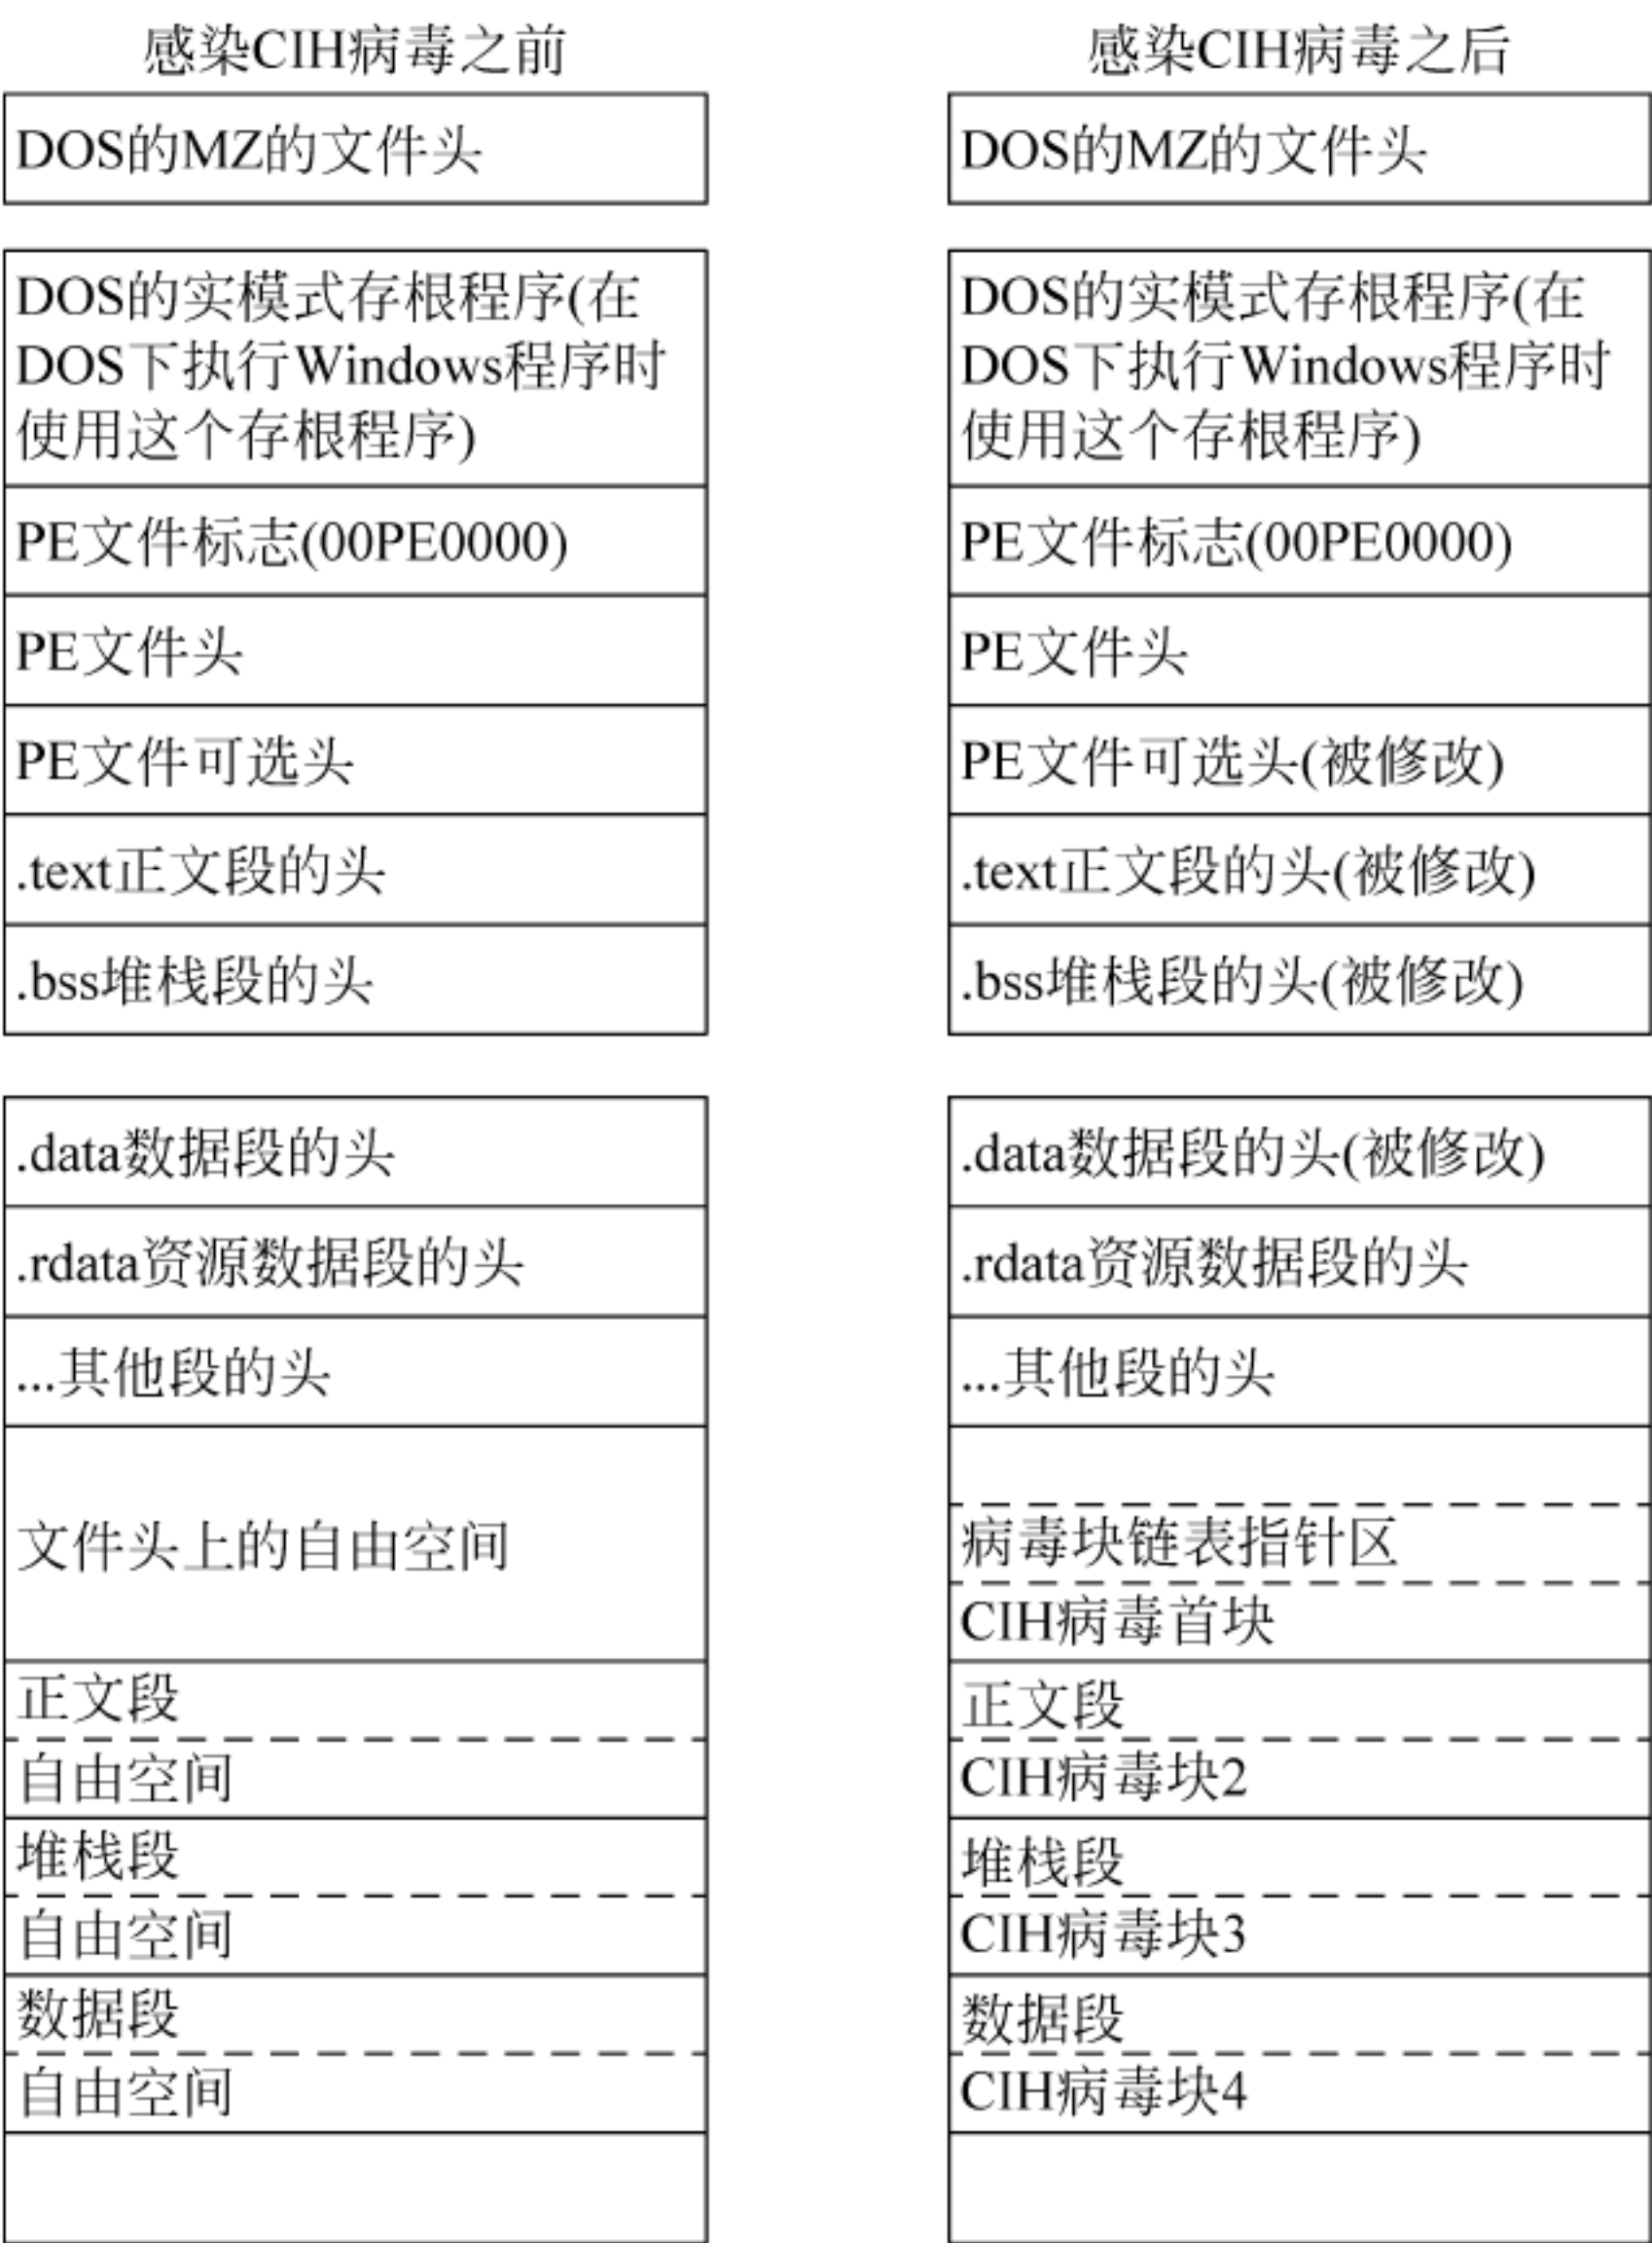 感染CIH病毒之前
DOS的MZ的文件头
DOS的实模式存根程序(在
DOS下执行Windows程序时
使用这个存根程序)
PE文件标志(00PE0000)
PE文件头
PE文件可选头
.text正文段的头
.bss堆栈段的头
.data数据段的头
.rdata资源数据段的头
...其他段的头
文件头上的自由空间
正文段
自由空间
堆栈段
自由空间
数据段
自由空间
感染CIH病毒之后
DOS的MZ的文件头
DOS的实模式存根程序(在
DOS下执行Windows程序时
使用这个存根程序)
PE文件标志(00PE0000)
PE文件头
PE文件可选头(被修改)
.text正文段的头(被修改)
.bss堆栈段的头(被修改)
.data数据段的头(被修改)
.rdata资源数据段的头
...其他段的头
病毒块链表指针区
CIH病毒首块
正文段
CIH病毒块2
堆栈段
CIH病毒块3
数据段
CIH病毒块4